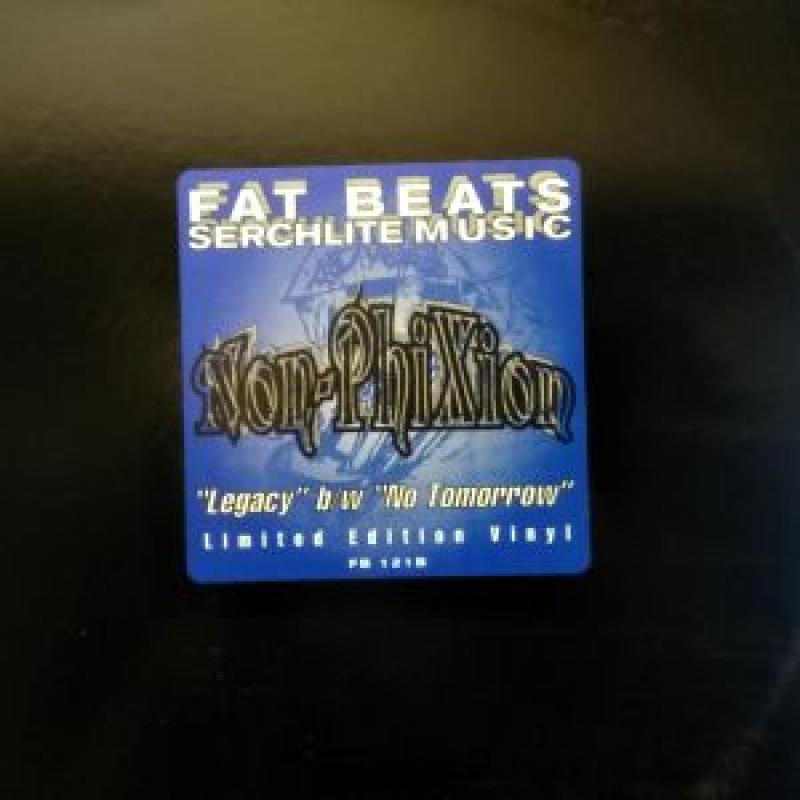 FAT BEATS
SERCHLITE MUSIC
Non-PhiXion
"Legacy" b/w "No Tomorrow"
Limited Edition Vinyl